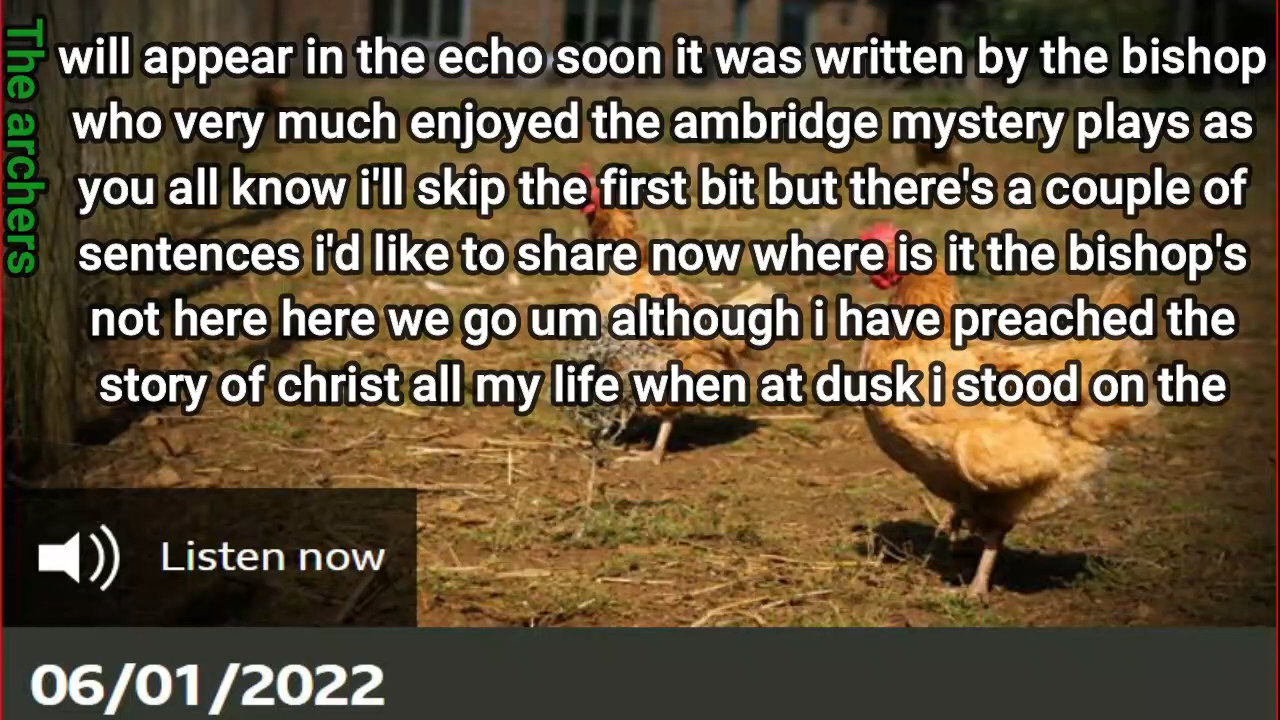 The archers
will appear in the echo soon it was written by the bishop
who very much enjoyed the ambridge mystery plays as
you all know i'll skip the first bit but there's a couple of
sentences i'd like to share now where is it the bishop's
not here here we go um although i have preached the
story of christ all my life when at dusk i stood on the
Listen now
06/01/2022